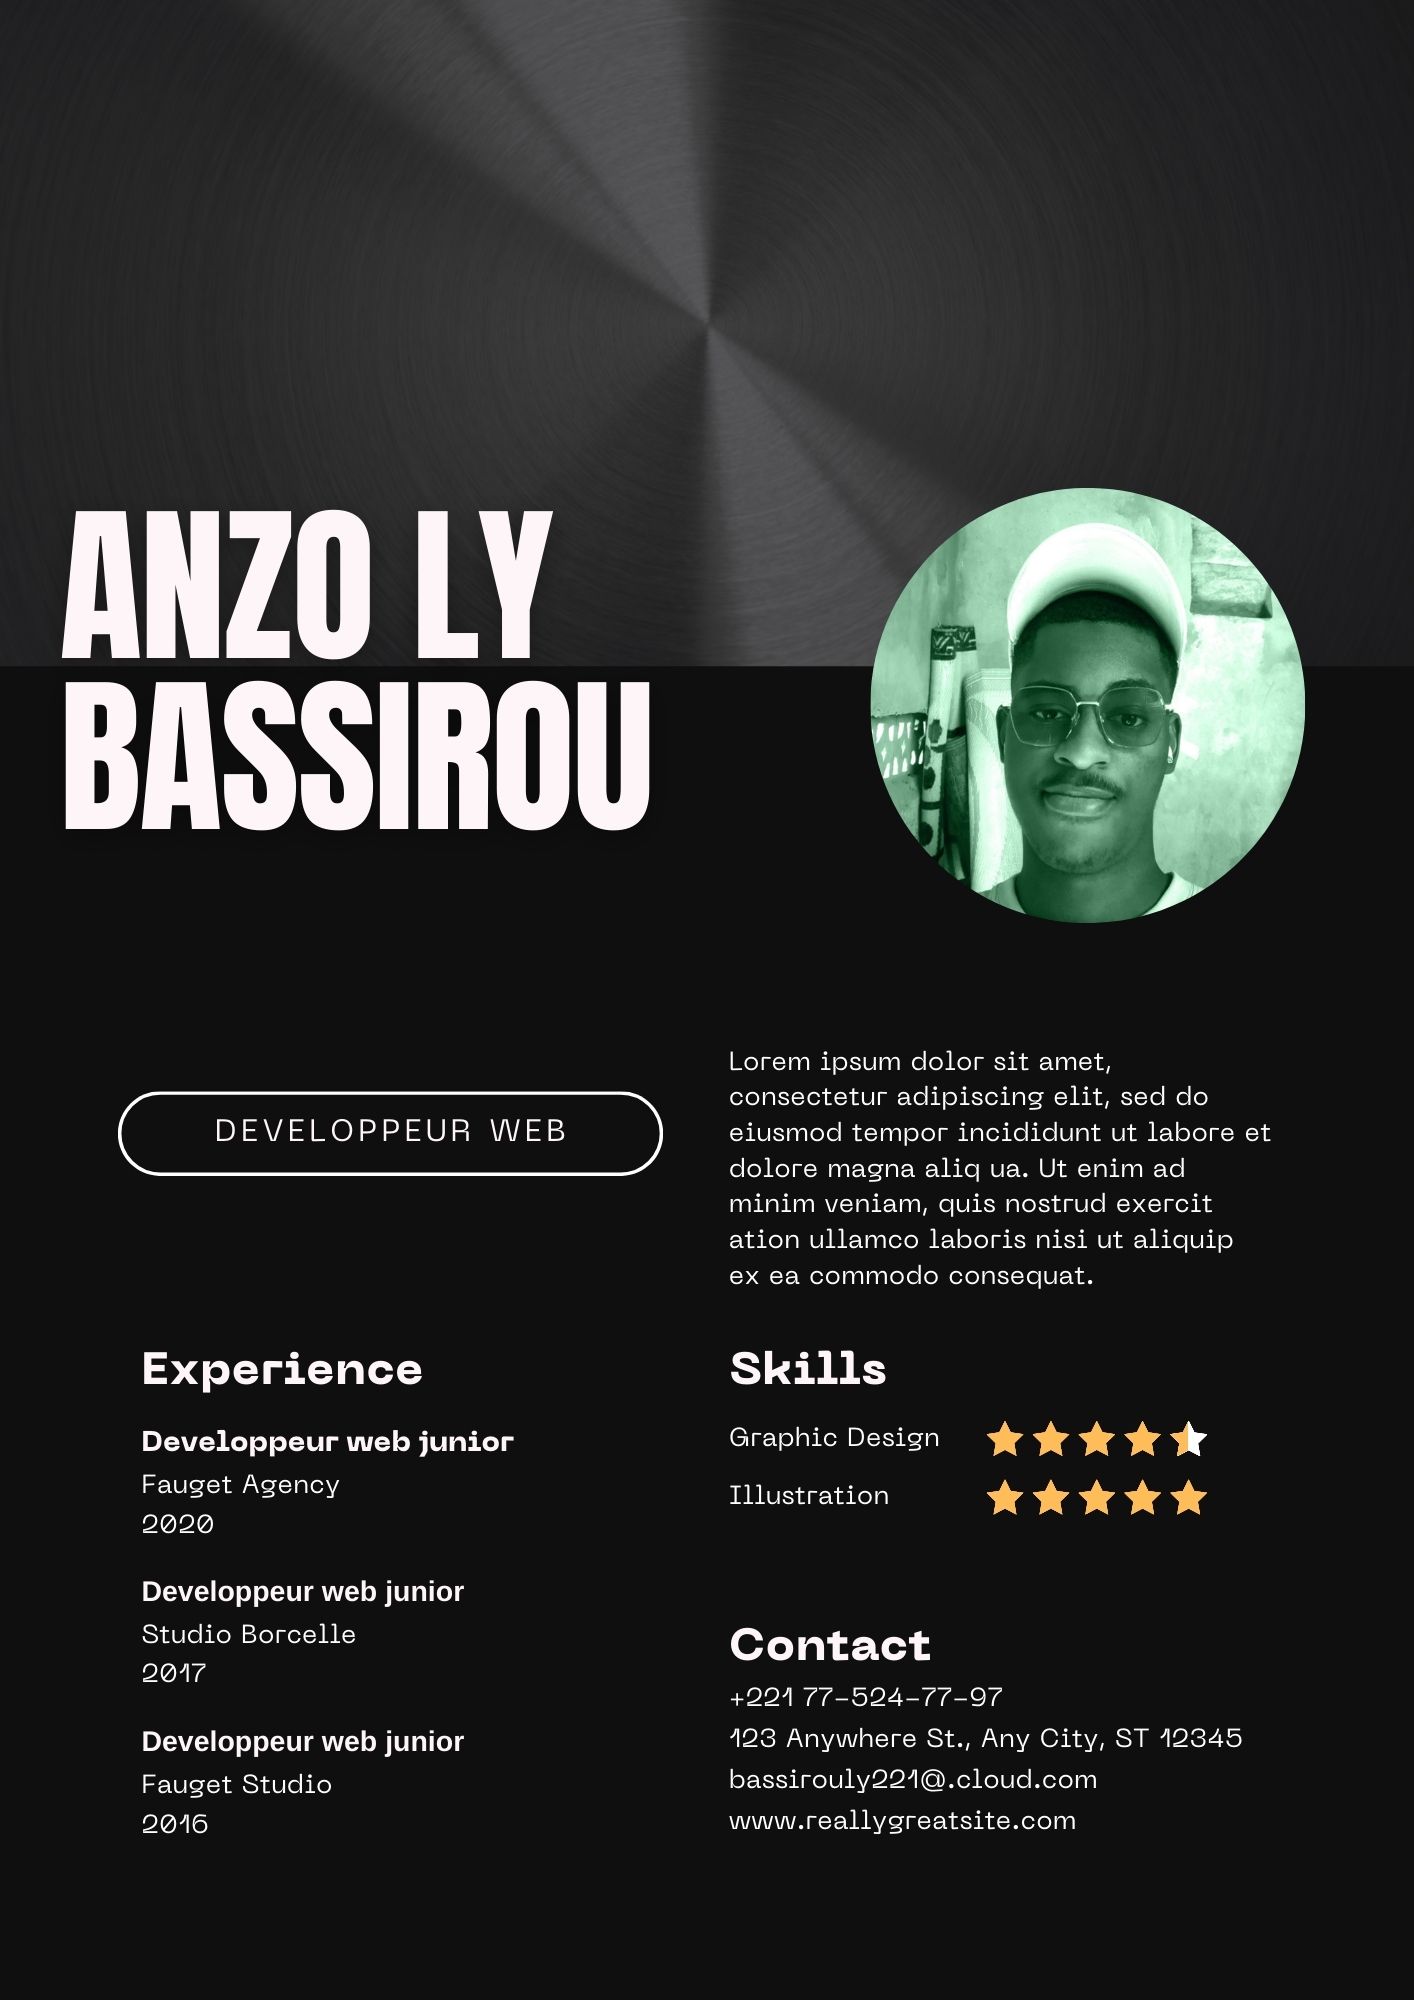 ANZO LY
BASSIROU
DEVELOPPEUR WEB
Lorem ipsum dolor sit amet,
consectetur adipiscing elit, sed do
eiusmod tempor incididunt ut labore et
dolore magna aliq ua. Ut enim ad
minim veniam, quis nostrud exercit
ation ullamco laboris nisi ut aliquip
ex ea commodo consequat.
Experience
Developpeur web junior
Fauget Agency
2020
Developpeur web junior
Studio Borcelle
2017
Developpeur web junior
Fauget Studio
2016
Skills
Graphic Design
Illustration
Contact
+221 77-524-77-97
123 Anywhere St., Any City, ST 12345
bassirouly221@.cloud.com
www.reallygreatsite.com